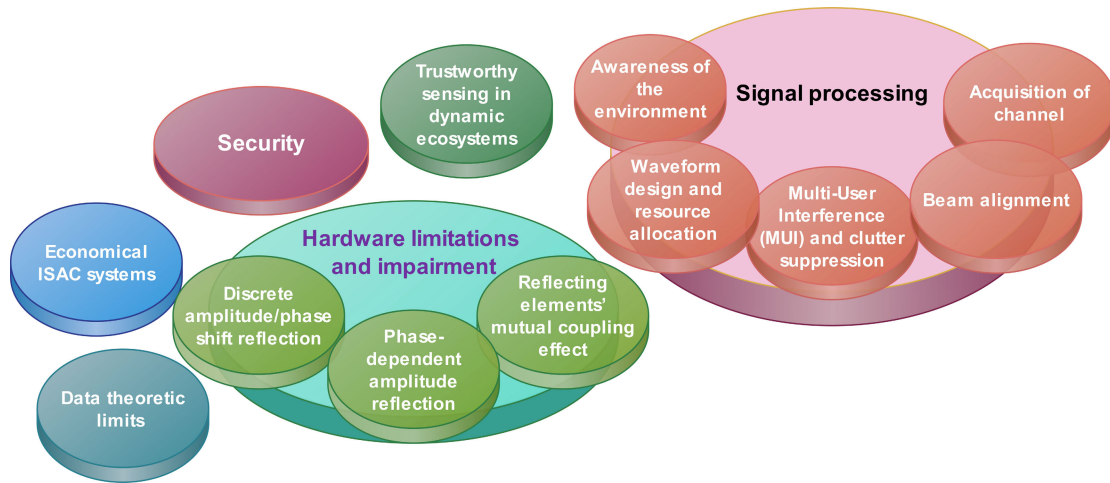 Trustworthy
sensing in
dynamic
ecosystems
Security
Economical
ISAC systems
Data theoretic
limits
Hardware limitations
and impairment
Discrete
amplitude/phase
shift reflection
Phase-
dependent
amplitude
reflection
Reflecting
elements’
mutual coupling
effect
Signal processing
Awareness of
the
environment
Waveform
design and
resource
allocation
Multi-User
Interference
(MUI) and clutter
suppression
Beam alignment
Acquisition of
channel